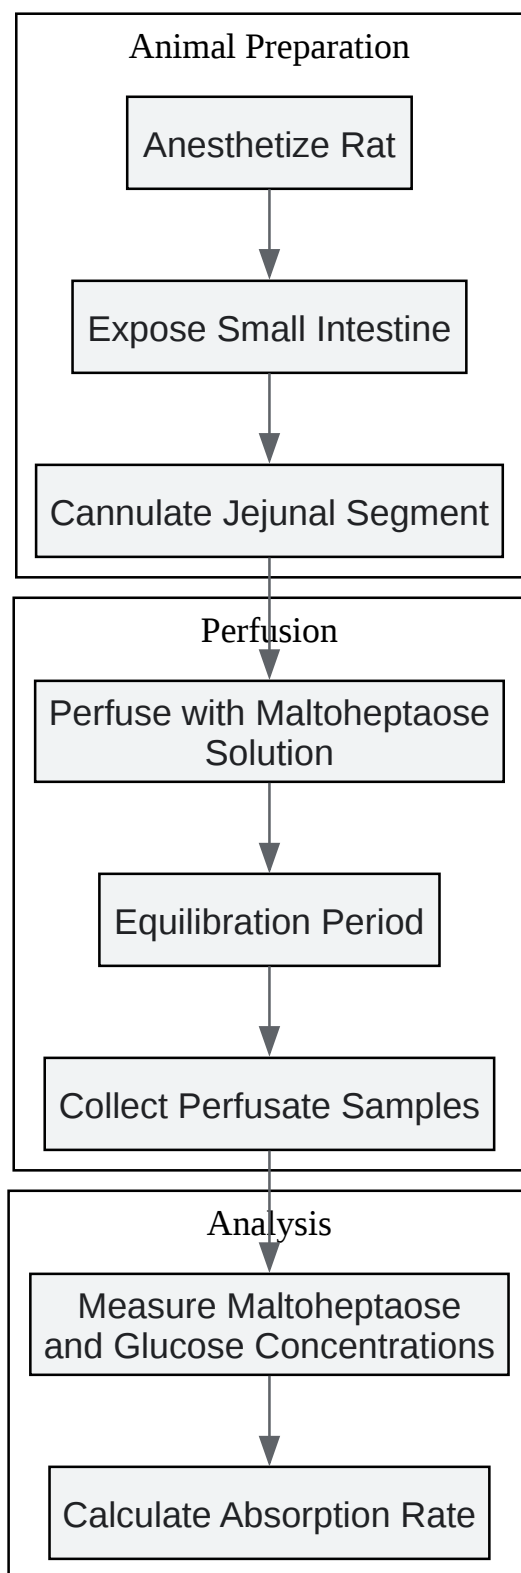 Animal Preparation
Anesthetize Rat
Expose Small Intestine
Cannulate Jejunal Segment
Perfusion
Perfuse with Maltoheptaose
Solution
Equilibration Period
Collect Perfusate Samples
Analysis
Measure Maltoheptaose
and Glucose Concentrations
Calculate Absorption Rate